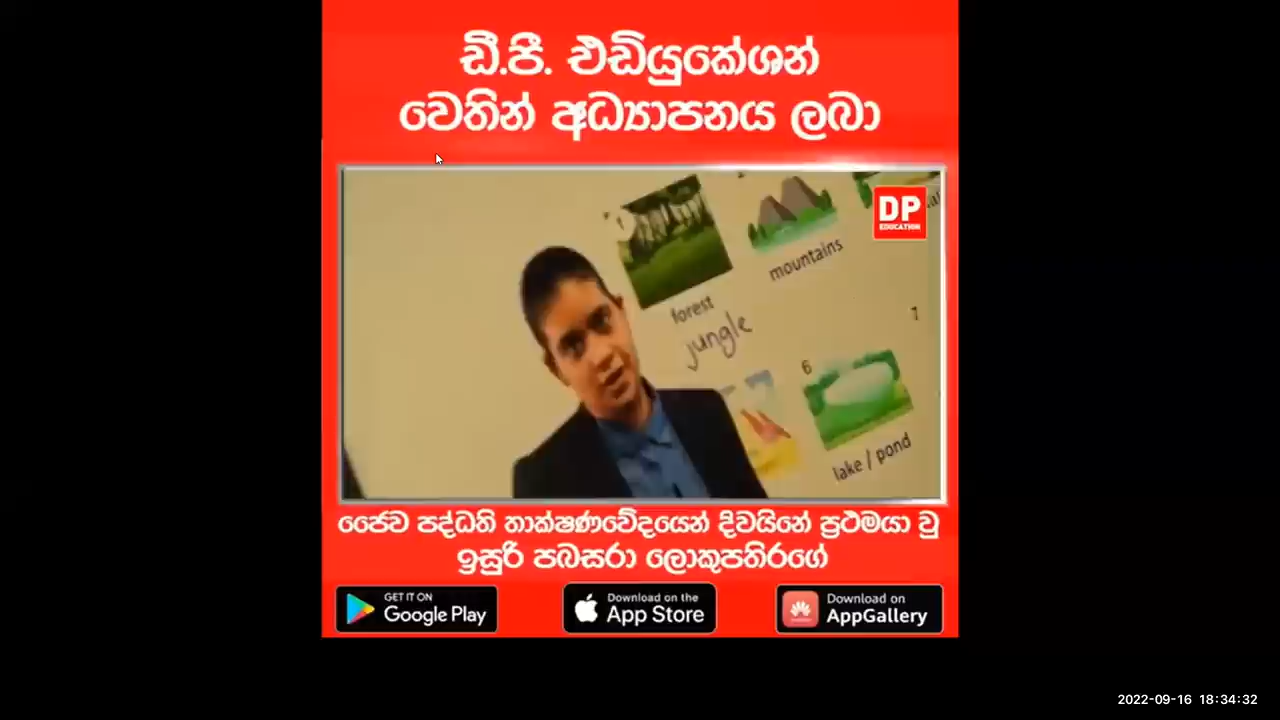 ඩී.පී. එඩියුකේශන්
වෙතින් අධ්‍යාපනය ලබා
DP
EDUCATION
1
forest
jungle
mountains
7
6
lake / pond
ජෛව පද්ධති තාක්ෂණවේදයෙන් දිවයිනේ ප්‍රථමයා වූ
ඉසුරි පබසරා ලොකුපතිරගේ
GET IT ON
Google Play
Download on the
App Store
Download on
AppGallery
2022-09-16 18:34:32